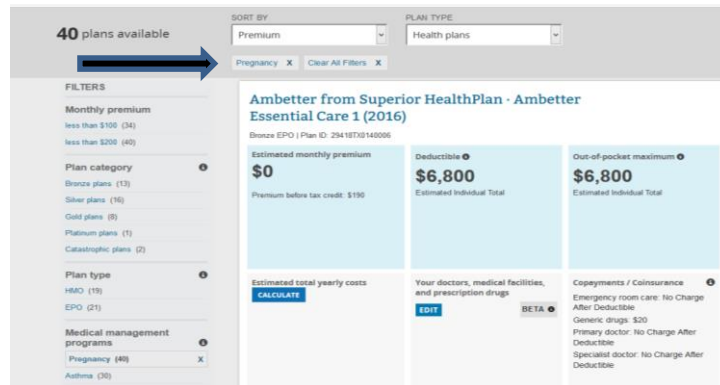 40 plans available
SORT BY
Premium
PLAN TYPE
Health plans
Pregnancy X
Clear All Filters X
FILTERS
Monthly premium
less than $100 (34)
less than $200 (40)
Plan category
Bronze plans (13)
Silver plans (16)
Gold plans (8)
Platinum plans (1)
Catastrophic plans (2)
Plan type
HMO (19)
EPO (21)
Medical management
programs
Pregnancy (40) X
Asthma (30)
Ambetter from Superior HealthPlan · Ambetter
Essential Care 1 (2016)
Bronze EPO | Plan ID: 29418TX0140006
Estimated monthly premium
$0
Premium before tax credit: $190
Deductible
$6,800
Estimated Individual Total
Out-of-pocket maximum
$6,800
Estimated Individual Total
Estimated total yearly costs
CALCULATE
Your doctors, medical facilities,
and prescription drugs
EDIT
BETA
Copayments / Coinsurance
Emergency room care: No Charge
After Deductible
Generic drugs: $20
Primary doctor: No Charge After
Deductible
Specialist doctor: No Charge After
Deductible